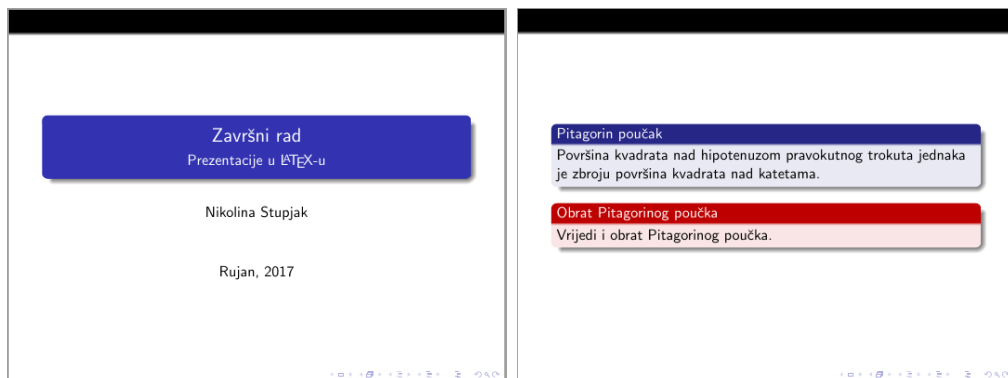 Završni rad
Prezentacije u LATEX-u
Nikolina Stupjak
Rujan, 2017
Pitagorin poučak
Površina kvadrata nad hipotenuzom pravokutnog trokuta jednaka
je zbroju površina kvadrata nad katetama.
Obrat Pitagorinog poučka
Vrijedi i obrat Pitagorinog poučka.